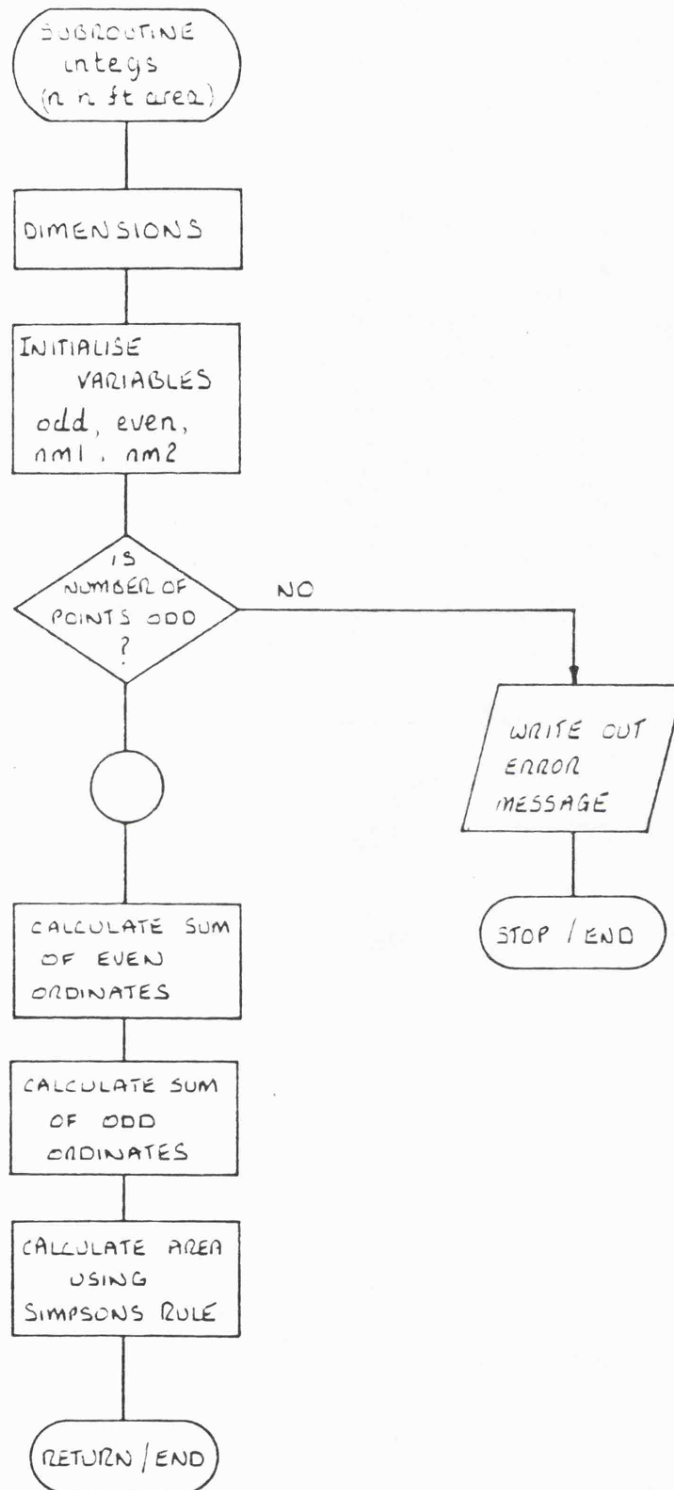 SUBROUTINE
integs
(n n ft area)
DIMENSIONS
INITIALISE
VARIABLES
odd, even,
nm1, nm2
IS
NUMBER OF
POINTS ODD
?
NO
WRITE OUT
ERROR
MESSAGE
STOP / END
CALCULATE SUM
OF EVEN
ORDINATES
CALCULATE SUM
OF ODD
ORDINATES
CALCULATE AREA
USING
SIMPSONS RULE
RETURN / END